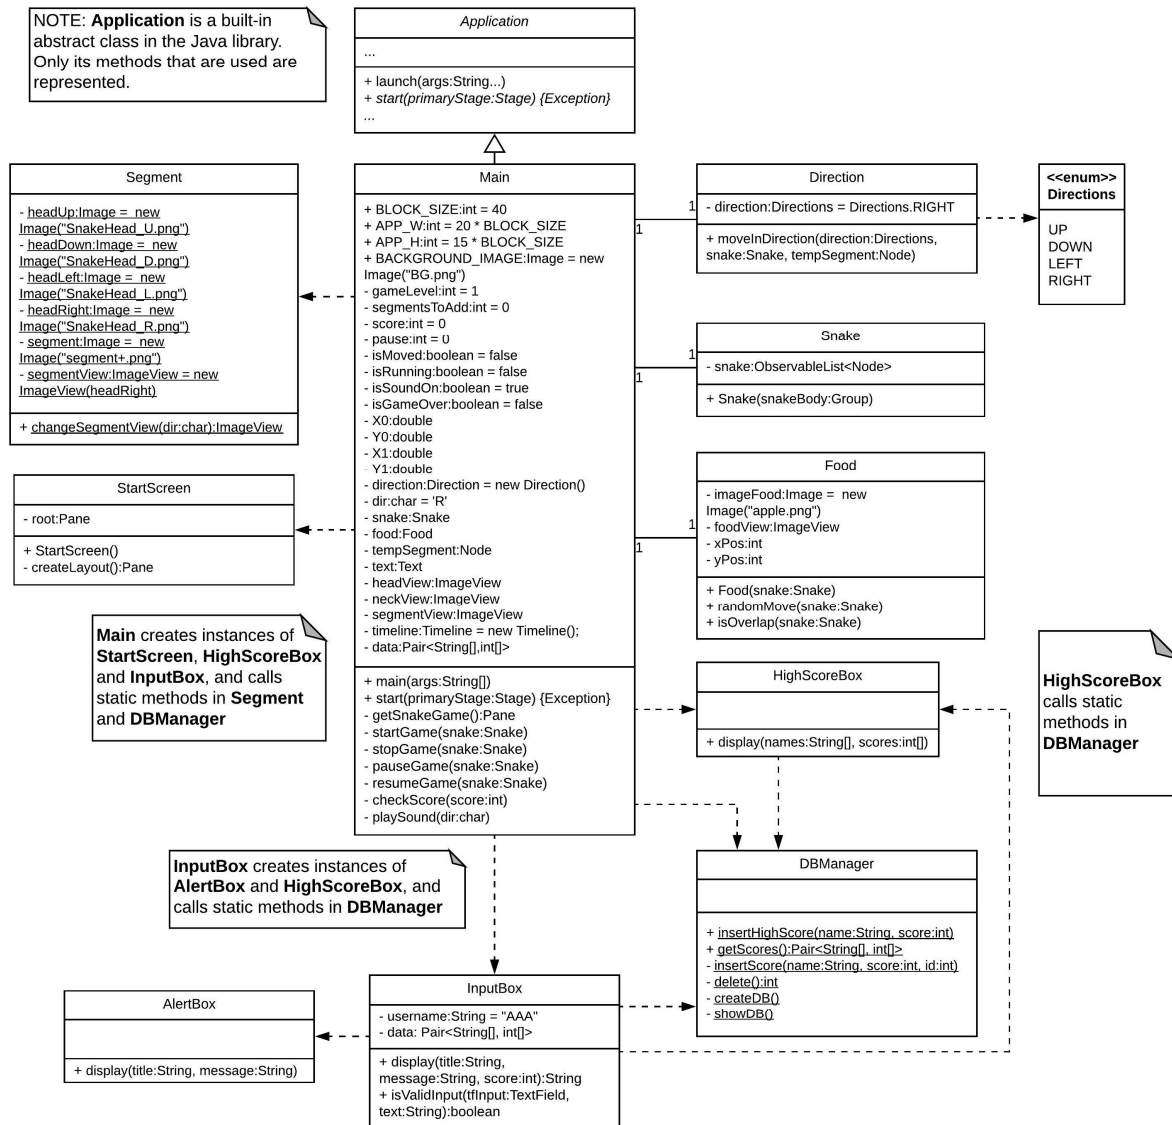 NOTE: Application is a built-in
abstract class in the Java library.
Only its methods that are used are
represented.
Application
...
+ launch(args:String...)
+ start(primaryStage:Stage) {Exception}
...
Segment
- headUp:Image = new
Image("SnakeHead_U.png")
- headDown:Image = new
Image("SnakeHead_D.png")
- headLeft:Image = new
Image("SnakeHead_L.png")
- headRight:Image = new
Image("SnakeHead_R.png")
- segment:Image = new
Image("segment+.png")
- segmentView:ImageView = new
ImageView(headRight)
+ changeSegmentView(dir:char):ImageView
Main
+ BLOCK_SIZE:int = 40
+ APP_W:int = 20 * BLOCK_SIZE
+ APP_H:int = 15 * BLOCK_SIZE
+ BACKGROUND_IMAGE:Image = new
Image("BG.png")
- gameLevel:int = 1
- segmentsToAdd:int = 0
- score:int = 0
- pause:int = 0
- isMoved:boolean = false
- isRunning:boolean = false
- isSoundOn:boolean = true
- isGameOver:boolean = false
- X0:double
- Y0:double
- X1:double
- Y1:double
- direction:Direction = new Direction()
- dir:char = 'R'
- snake:Snake
- food:Food
- tempSegment:Node
- text:Text
- headView:ImageView
- neckView:ImageView
- segmentView:ImageView
- timeline:Timeline = new Timeline();
- data:Pair<String[],int[]>
+ main(args:String[])
+ start(primaryStage:Stage) {Exception}
- getSnakeGame():Pane
- startGame(snake:Snake)
- stopGame(snake:Snake)
- pauseGame(snake:Snake)
- resumeGame(snake:Snake)
- checkScore(score:int)
- playSound(dir:char)
1
1
Direction
- direction:Directions = Directions.RIGHT
+ moveInDirection(direction:Directions,
snake:Snake, tempSegment:Node)
<<enum>>
Directions
UP
DOWN
LEFT
RIGHT
1
1
Snake
- snake:ObservableList<Node>
+ Snake(snakeBody:Group)
1
1
Food
- imageFood:Image = new
Image("apple.png")
- foodView:ImageView
- xPos:int
- yPos:int
+ Food(snake:Snake)
+ randomMove(snake:Snake)
+ isOverlap(snake:Snake)
StartScreen
- root:Pane
+ StartScreen()
- createLayout():Pane
Main creates instances of
StartScreen, HighScoreBox
and InputBox, and calls
static methods in Segment
and DBManager
HighScoreBox
+ display(names:String[], scores:int[])
HighScoreBox
calls static
methods in
DBManager
InputBox creates instances of
AlertBox and HighScoreBox, and
calls static methods in DBManager
DBManager
+ insertHighScore(name:String, score:int)
+ getScores():Pair<String[], int[]>
- insertScore(name:String, score:int, id:int)
- delete():int
- createDB()
- showDB()
AlertBox
+ display(title:String, message:String)
InputBox
- username:String = "AAA"
- data: Pair<String[], int[]>
+ display(title:String,
message:String, score:int):String
+ isValidInput(tfInput:TextField,
text:String):boolean